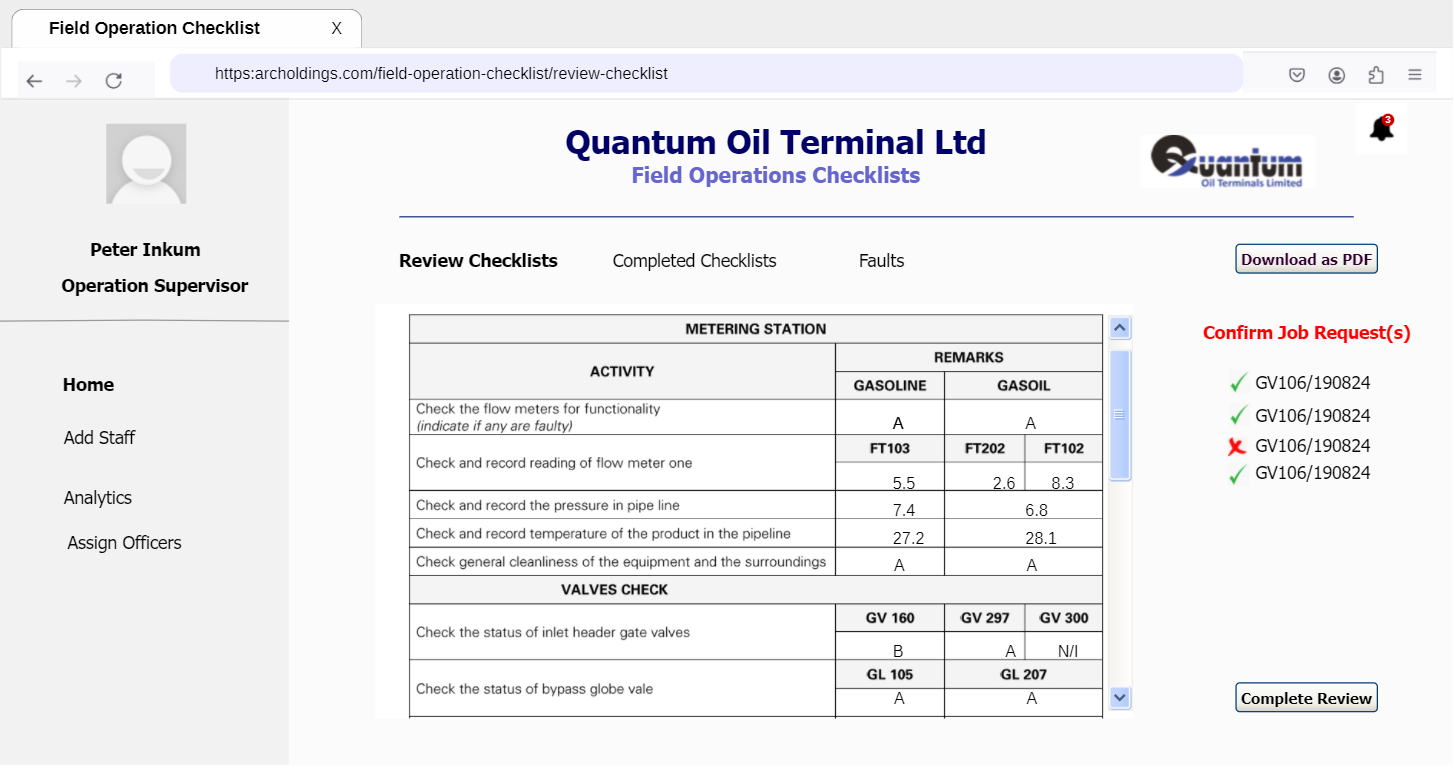 Field Operation Checklist X
https:archoldings.com/field-operation-checklist/review-checklist
3
Quantum Oil Terminal Ltd
Field Operations Checklists
Quantum
Oil Terminals Limited
Peter Inkum
Operation Supervisor
Home
Add Staff
Analytics
Assign Officers
Review Checklists Completed Checklists Faults
Download as PDF
METERING STATION
ACTIVITY
REMARKS
GASOLINE GASOIL
Check the flow meters for functionality
(indicate if any are faulty)
A A
FT103 FT202 FT102
Check and record reading of flow meter one
5.5 2.6 8.3
Check and record the pressure in pipe line 7.4 6.8
Check and record temperature of the product in the pipeline 27.2 28.1
Check general cleanliness of the equipment and the surroundings A A
VALVES CHECK
GV 160 GV 297 GV 300
Check the status of inlet header gate valves
B A N/I
GL 105 GL 207
Check the status of bypass globe vale
A A
Confirm Job Request(s)
GV106/190824
GV106/190824
GV106/190824
GV106/190824
Complete Review